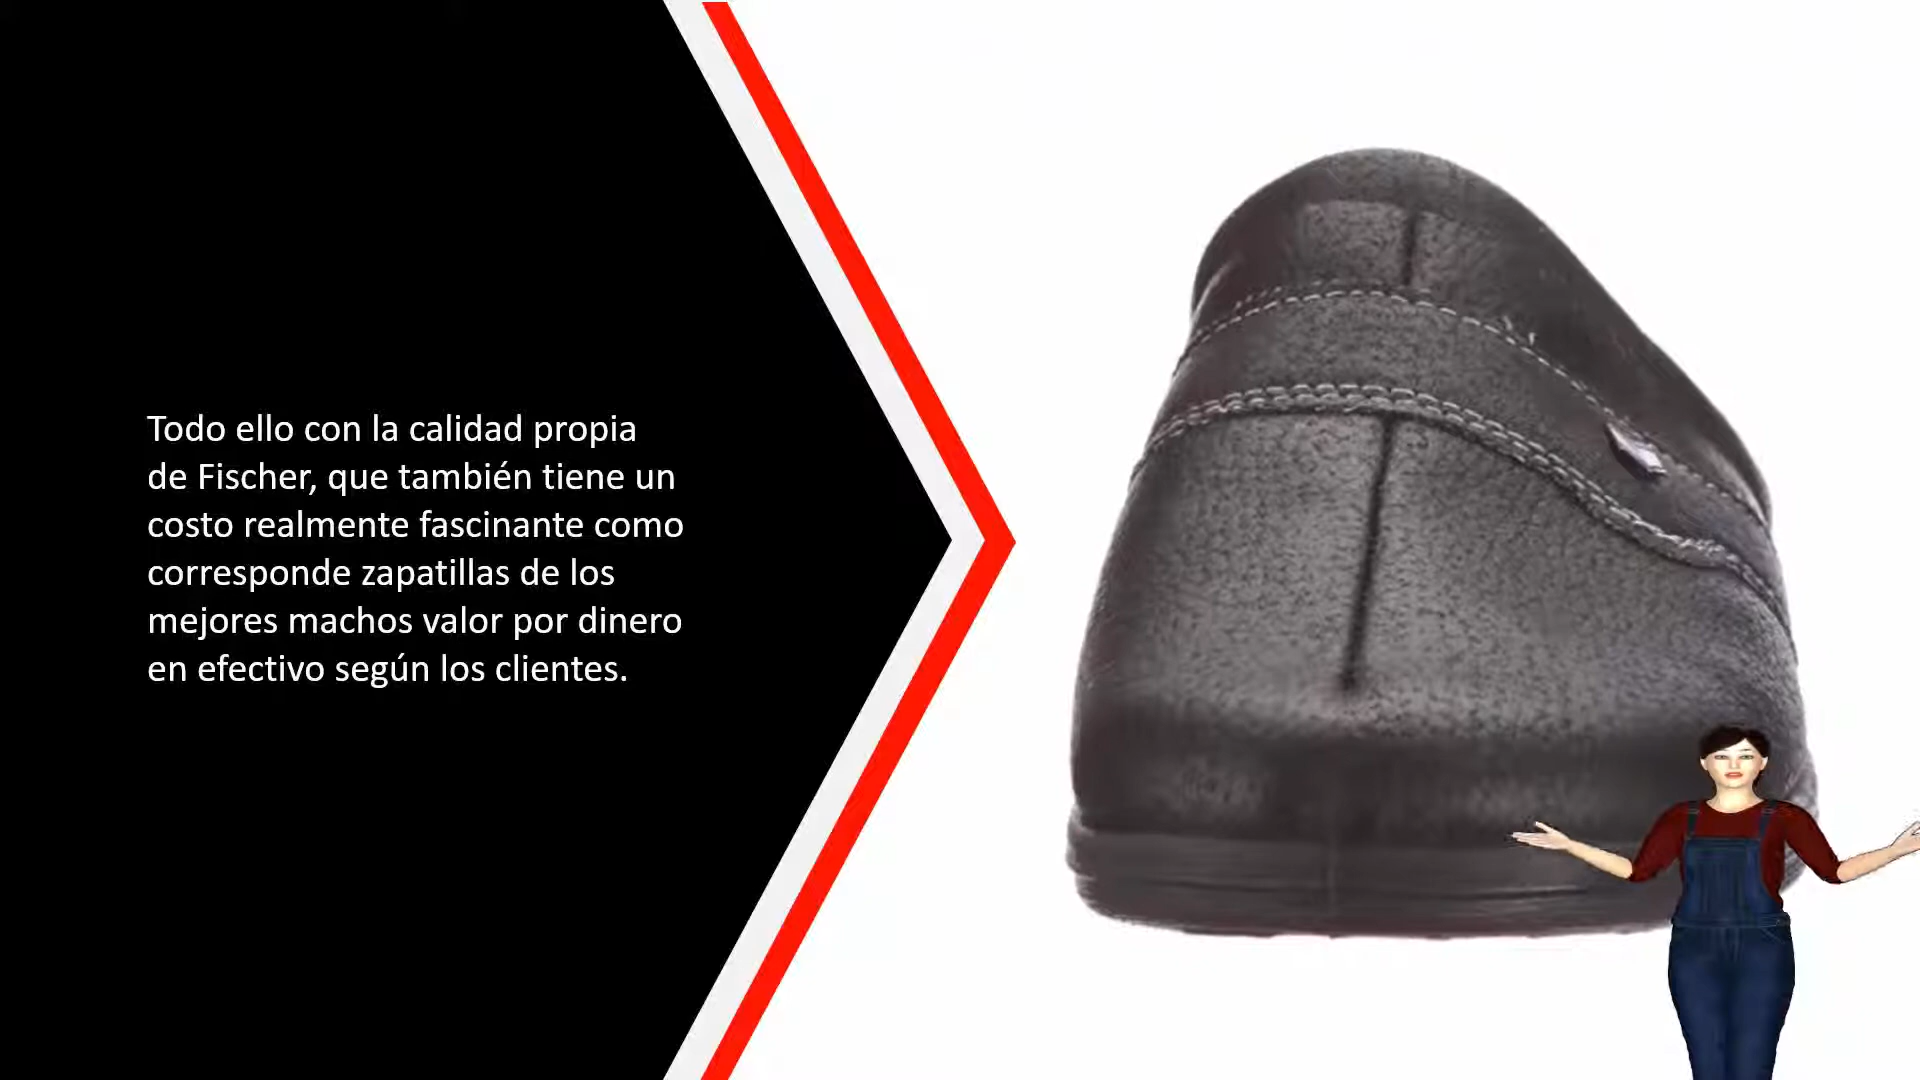 Todo ello con la calidad propia
de Fischer, que también tiene un
costo realmente fascinante como
corresponde zapatillas de los
mejores machos valor por dinero
en efectivo según los clientes.